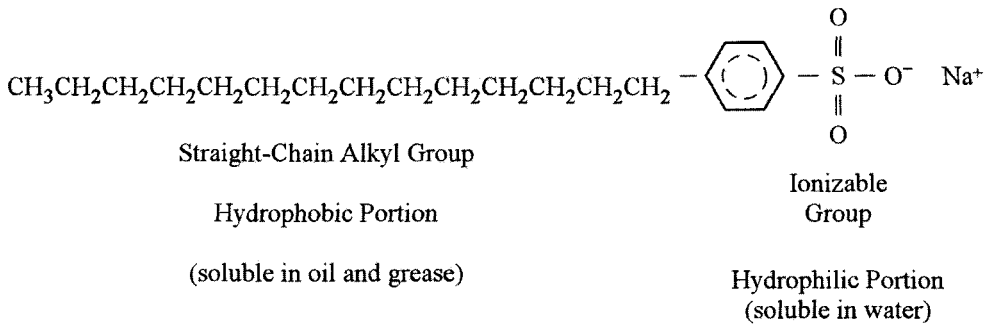 O
||
CH₃CH₂CH₂CH₂CH₂CH₂CH₂CH₂CH₂CH₂CH₂CH₂CH₂CH₂ – – S – O⁻ Na⁺
||
O
Straight-Chain Alkyl Group
Hydrophobic Portion
(soluble in oil and grease)
Ionizable
Group
Hydrophilic Portion
(soluble in water)